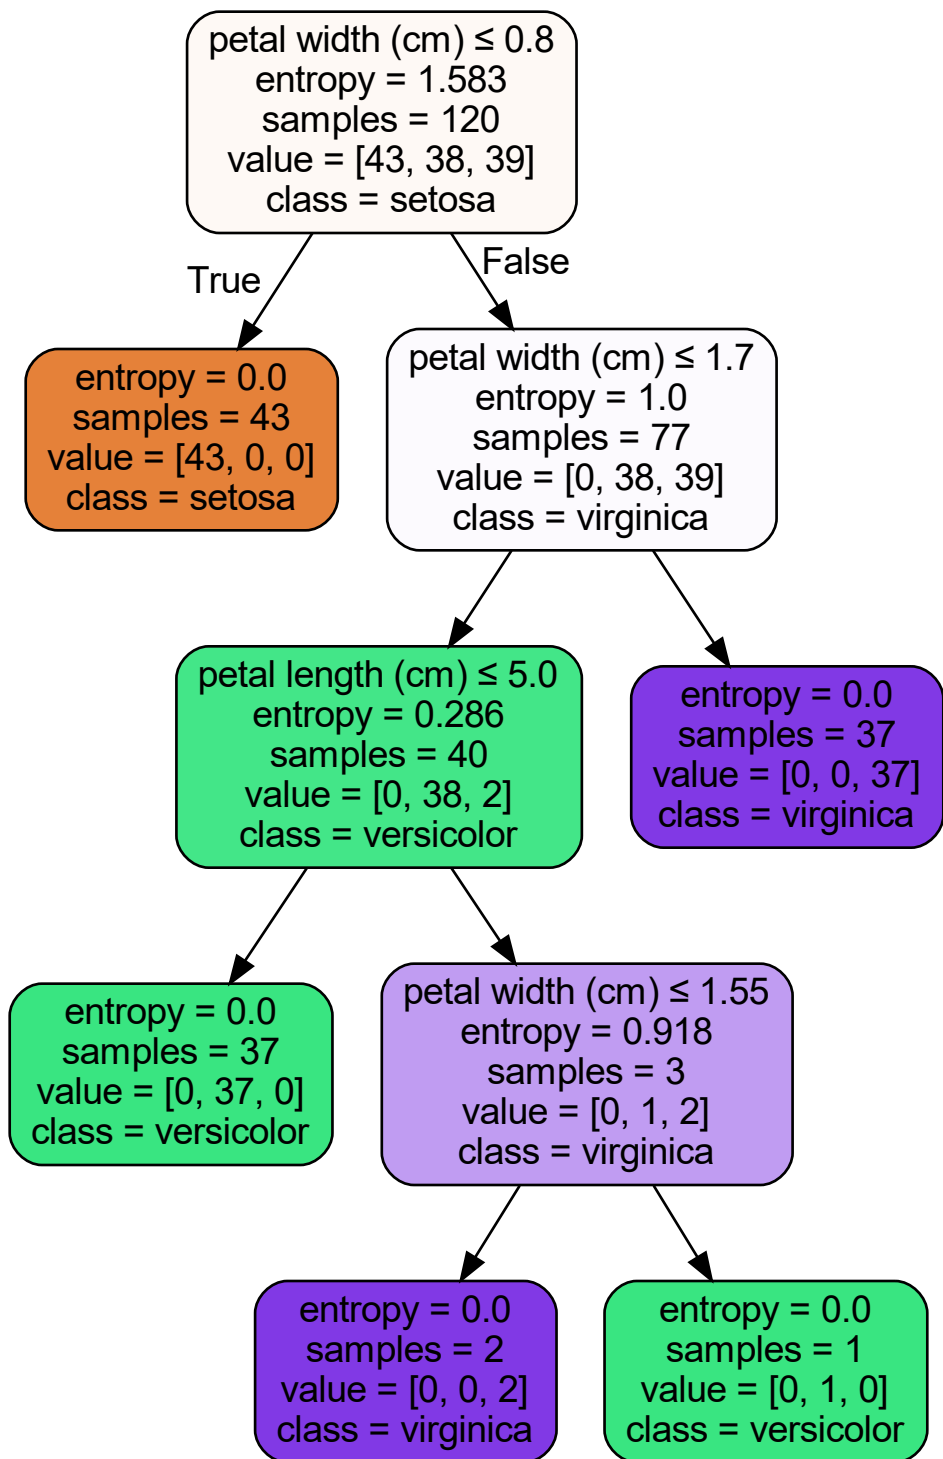 petal width (cm) ≤ 0.8
entropy = 1.583
samples = 120
value = [43, 38, 39]
class = setosa
True
False
entropy = 0.0
samples = 43
value = [43, 0, 0]
class = setosa
petal width (cm) ≤ 1.7
entropy = 1.0
samples = 77
value = [0, 38, 39]
class = virginica
petal length (cm) ≤ 5.0
entropy = 0.286
samples = 40
value = [0, 38, 2]
class = versicolor
entropy = 0.0
samples = 37
value = [0, 0, 37]
class = virginica
entropy = 0.0
samples = 37
value = [0, 37, 0]
class = versicolor
petal width (cm) ≤ 1.55
entropy = 0.918
samples = 3
value = [0, 1, 2]
class = virginica
entropy = 0.0
samples = 2
value = [0, 0, 2]
class = virginica
entropy = 0.0
samples = 1
value = [0, 1, 0]
class = versicolor